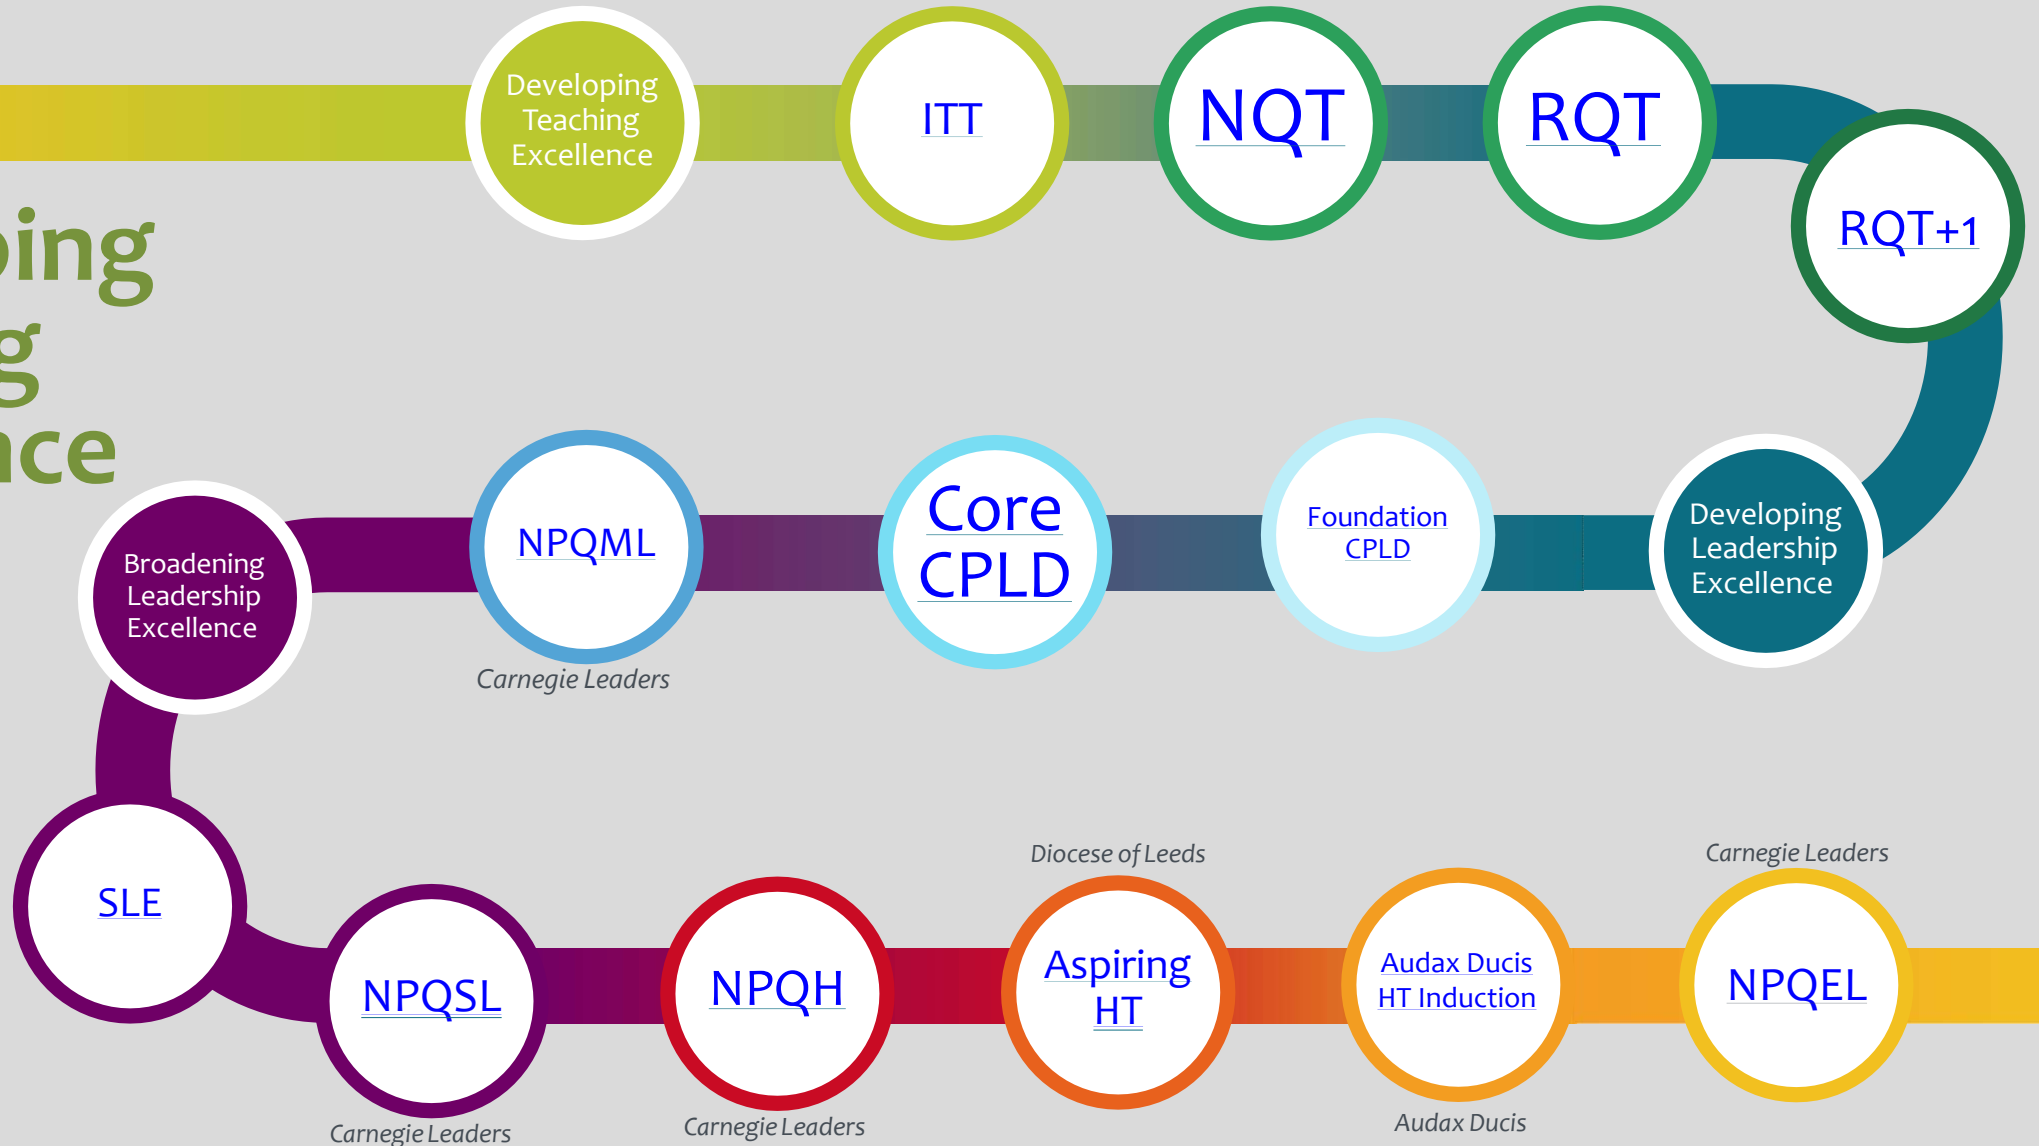 Developing
Teaching
Excellence
ITT
NQT
RQT
RQT+1
Developing
Leadership
Excellence
Foundation
CPLD
Core
CPLD
NPQML
Carnegie Leaders
Broadening
Leadership
Excellence
SLE
NPQSL
Carnegie Leaders
NPQH
Carnegie Leaders
Diocese of Leeds
Aspiring
HT
Audax Ducis
HT Induction
Audax Ducis
Carnegie Leaders
NPQEL